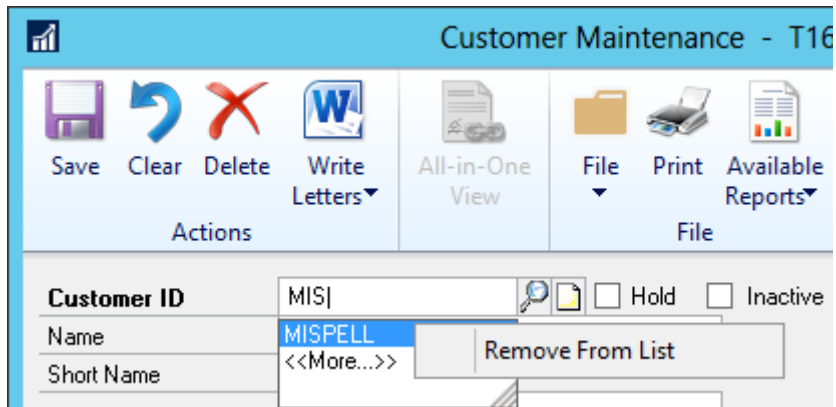 Customer Maintenance - T16
Save Clear Delete Write Letters All-in-One View File Print Available Reports
Actions File
Customer ID MIS Hold Inactive
Name MISPELL
<<More...>> Remove From List
Short Name